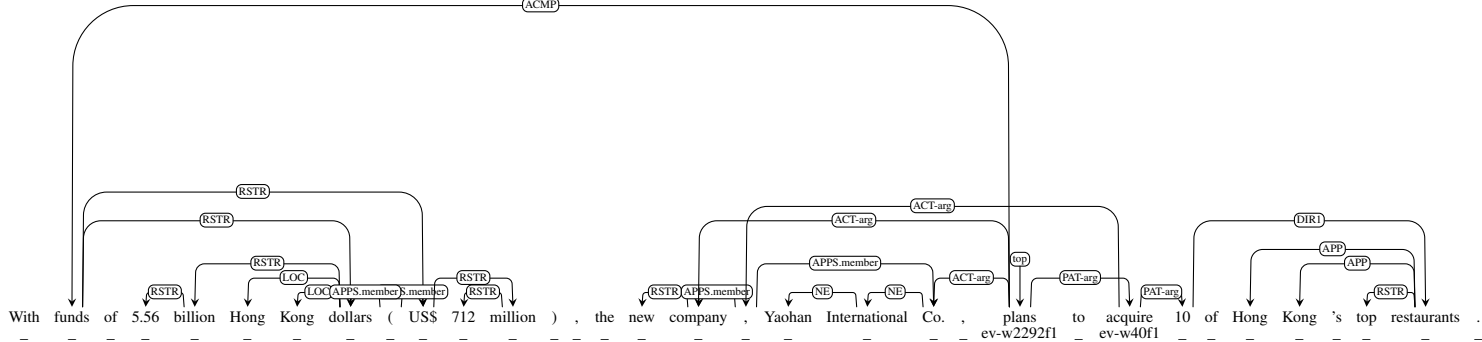 ACMP
RSTR
ACT-arg
RSTR ACT-arg DIR1
APP
top
RSTR APPS.member APP
LOC RSTR ACT-arg PAT-arg
RSTR LOC APPS.member S.member RSTR RSTR APPS.member NE NE PAT-arg RSTR
With funds of 5.56 billion Hong Kong dollars ( US$ 712 million ) , the new company , Yaohan International Co. , plans to acquire 10 of Hong Kong 's top restaurants .
_ _ _ _ _ _ _ _ _ _ _ _ _ _ _ _ _ _ _ _ _ _ ev-w2292f1 _ ev-w40f1 _ _ _ _ _ _ _ _